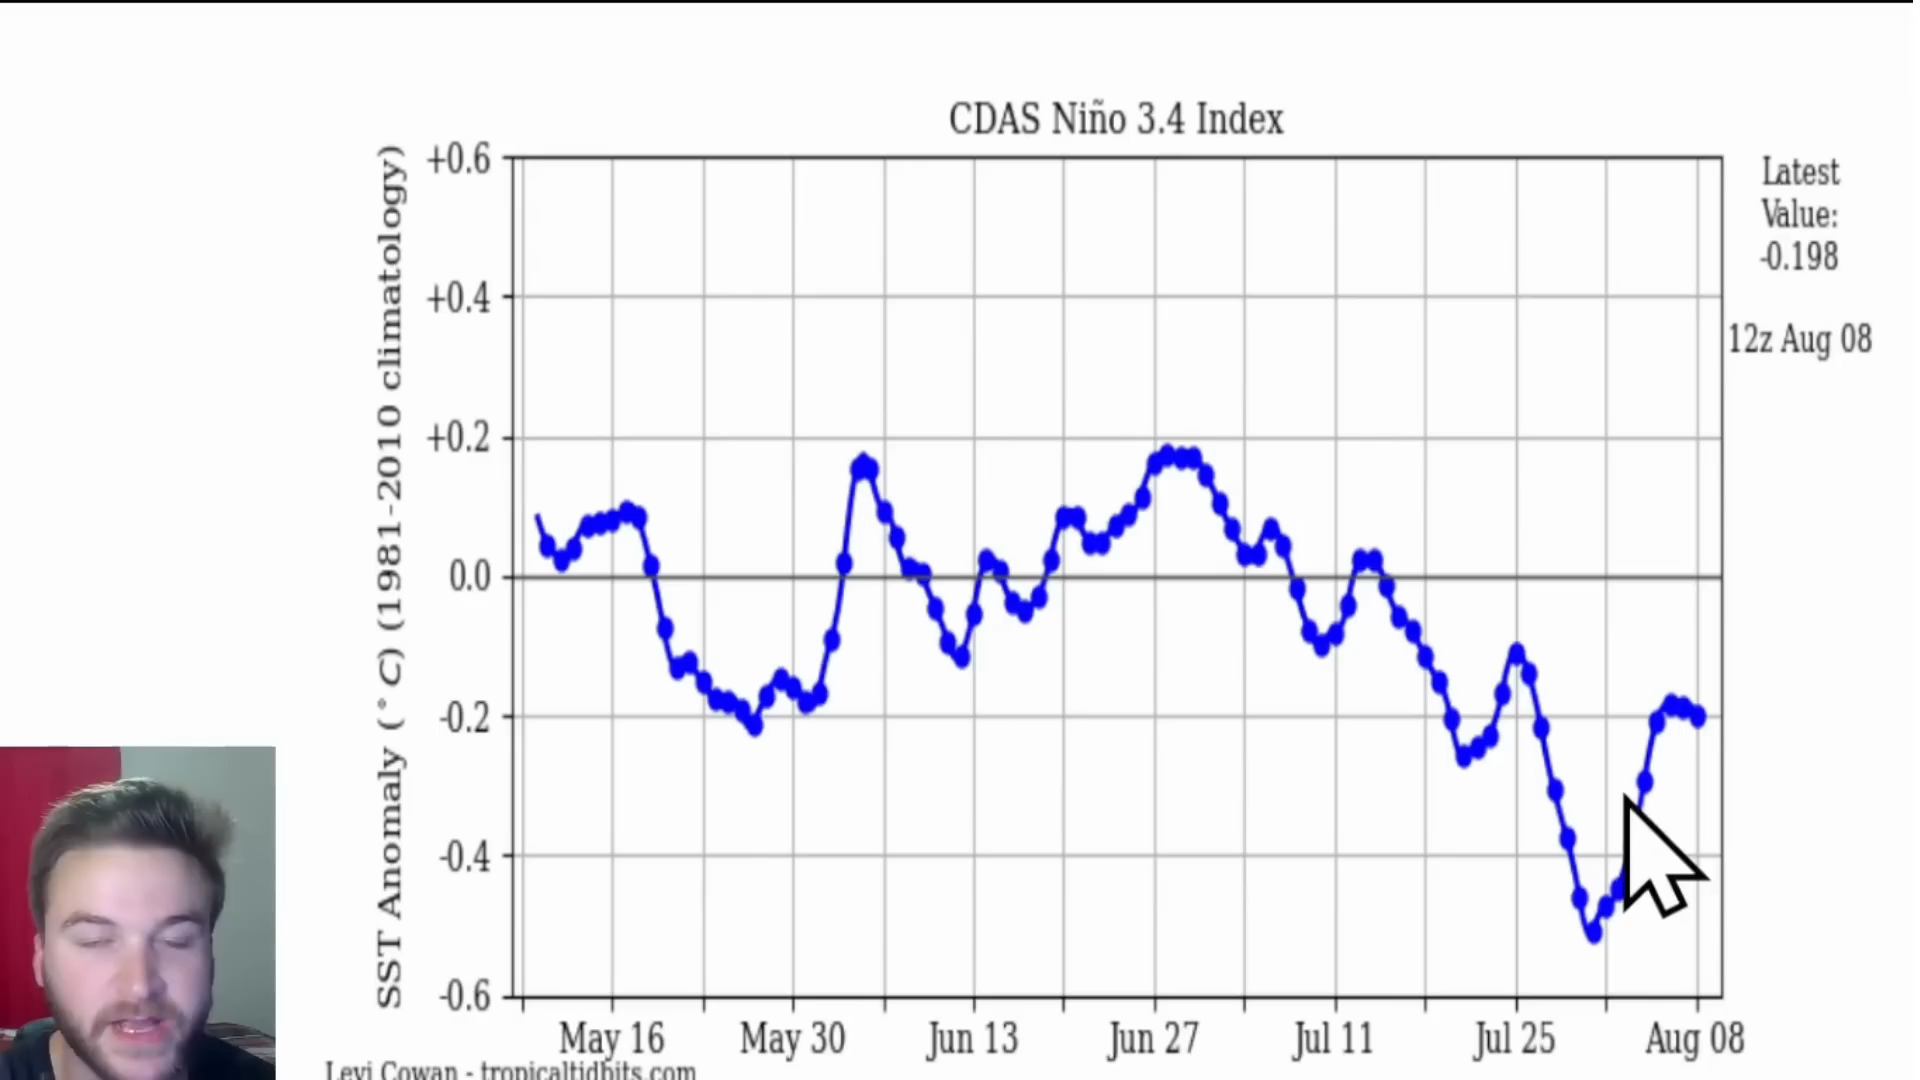 CDAS Niño 3.4 Index
SST Anomaly (°C) (1981-2010 climatology)
+0.6
+0.4
+0.2
0.0
-0.2
-0.4
-0.6
May 16
May 30
Jun 13
Jun 27
Jul 11
Jul 25
Aug 08
Latest
Value:
-0.198
12z Aug 08
Levi Cowan - tropicaltidbits.com